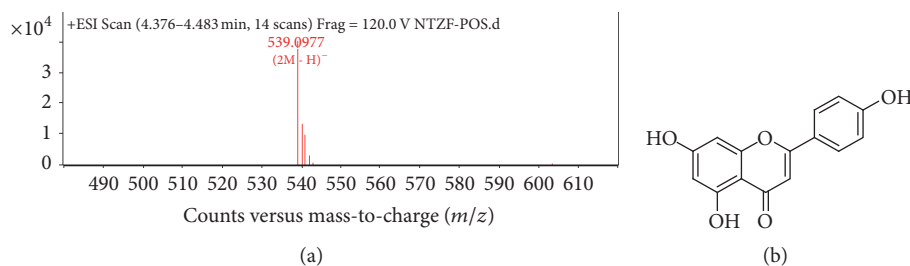 ×10⁴
+ESI Scan (4.376–4.483 min, 14 scans) Frag = 120.0 V NTZF-POS.d
539.0977
(2M - H)⁻
3
2
1
0
490 500 510 520 530 540 550 560 570 580 590 600 610
Counts versus mass-to-charge (m/z)
(a)
OH
HO
O
OH
O
(b)